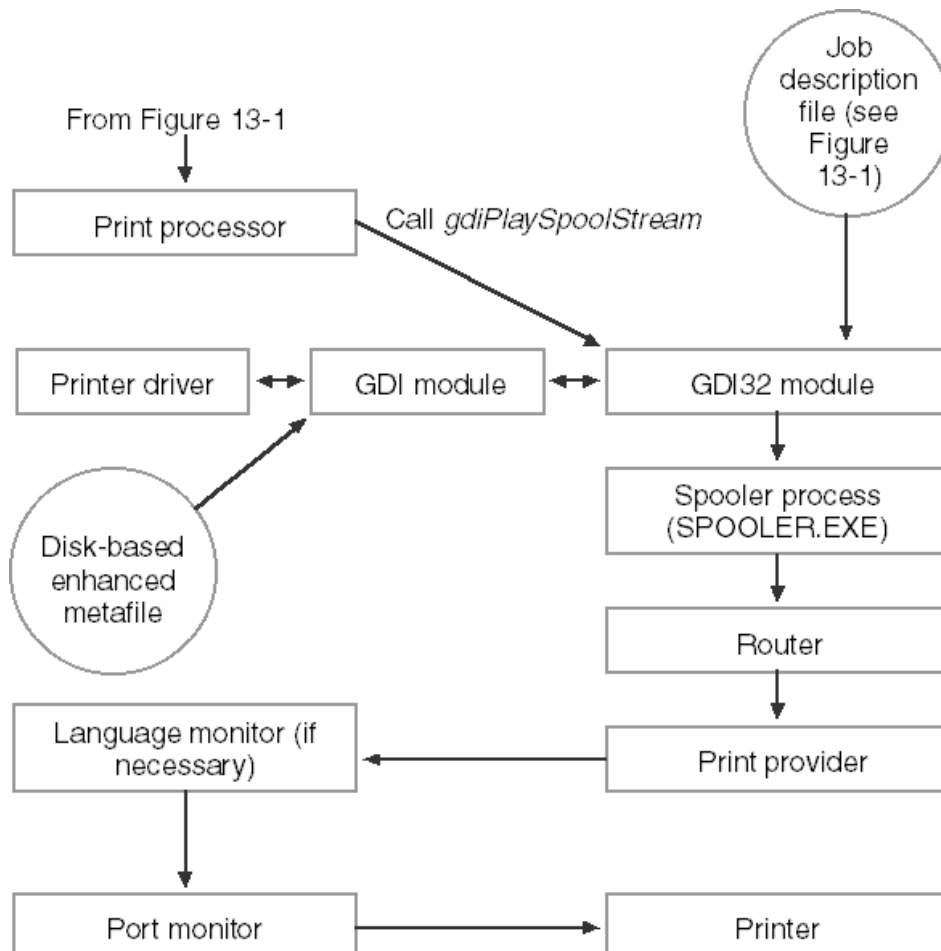 Job
description
file (see
Figure
13-1)
From Figure 13-1
Print processor
Call gdiPlaySpoolStream
Printer driver
GDI module
GDI32 module
Disk-based
enhanced
metafile
Spooler process
(SPOOLER.EXE)
Router
Print provider
Language monitor (if
necessary)
Port monitor
Printer